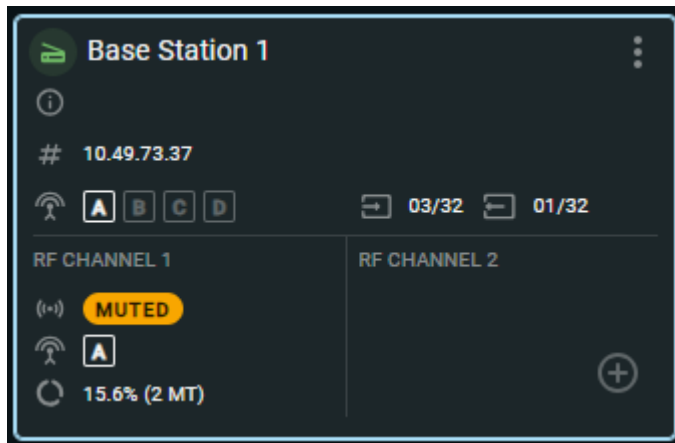 Base Station 1
# 10.49.73.37
A B C D 03/32 01/32
RF CHANNEL 1 RF CHANNEL 2
MUTED
A
15.6% (2 MT)